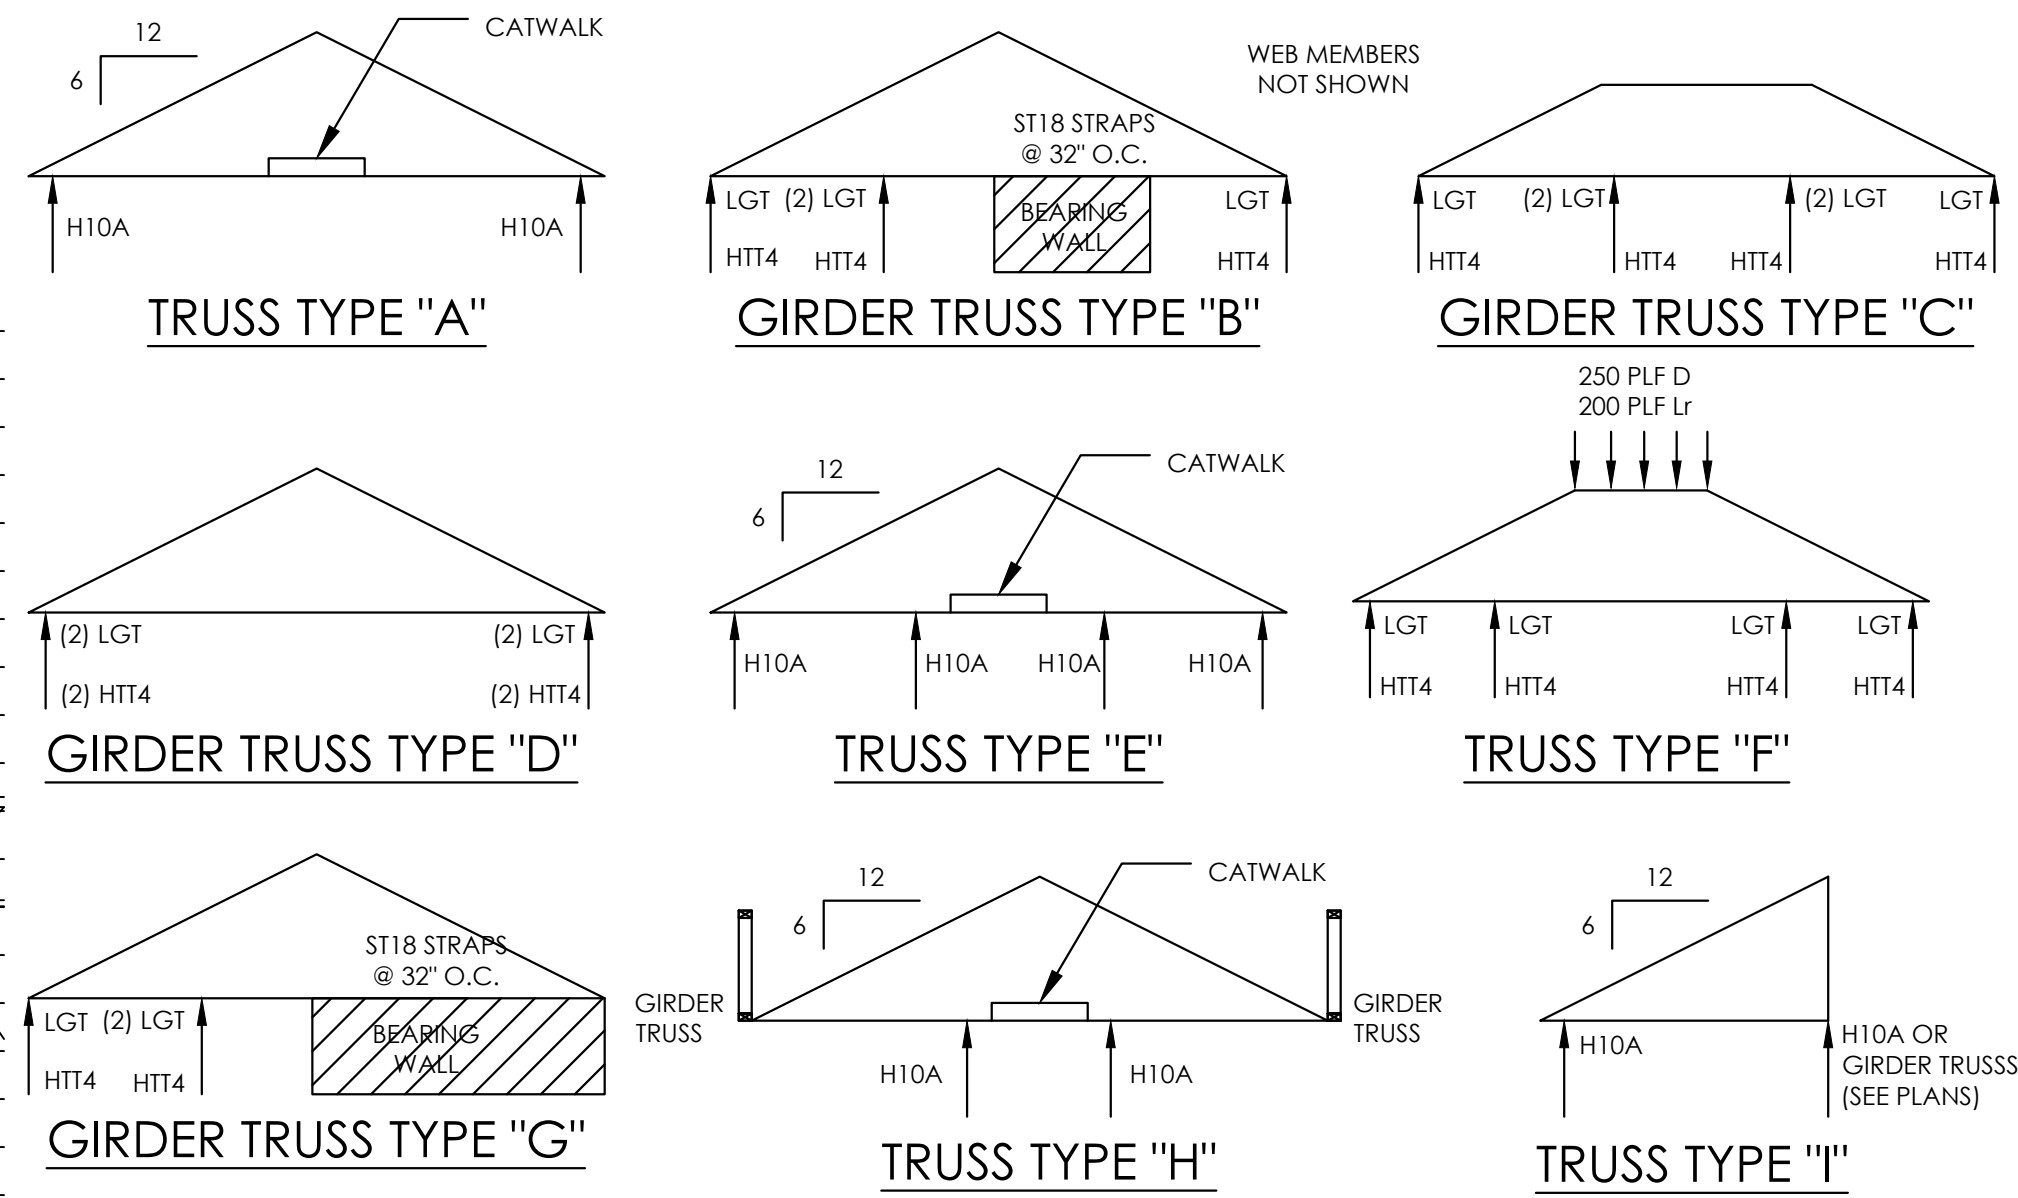 12
6
CATWALK
H10A
H10A
TRUSS TYPE "A"
ST18 STRAPS
@ 32" O.C.
LGT
(2) LGT
BEARING
WALL
LGT
HTT4
HTT4
HTT4
GIRDER TRUSS TYPE "B"
WEB MEMBERS
NOT SHOWN
LGT
(2) LGT
(2) LGT
LGT
HTT4
HTT4
HTT4
HTT4
GIRDER TRUSS TYPE "C"
(2) LGT
(2) LGT
(2) HTT4
(2) HTT4
GIRDER TRUSS TYPE "D"
12
6
CATWALK
H10A
H10A
H10A
H10A
TRUSS TYPE "E"
250 PLF D
200 PLF Lr
LGT
LGT
LGT
LGT
HTT4
HTT4
HTT4
HTT4
TRUSS TYPE "F"
ST18 STRAPS
@ 32" O.C.
LGT
(2) LGT
BEARING
WALL
HTT4
HTT4
GIRDER TRUSS TYPE "G"
12
6
CATWALK
GIRDER
TRUSS
GIRDER
TRUSS
H10A
H10A
TRUSS TYPE "H"
12
6
H10A
H10A OR
GIRDER TRUSSS
(SEE PLANS)
TRUSS TYPE "I"